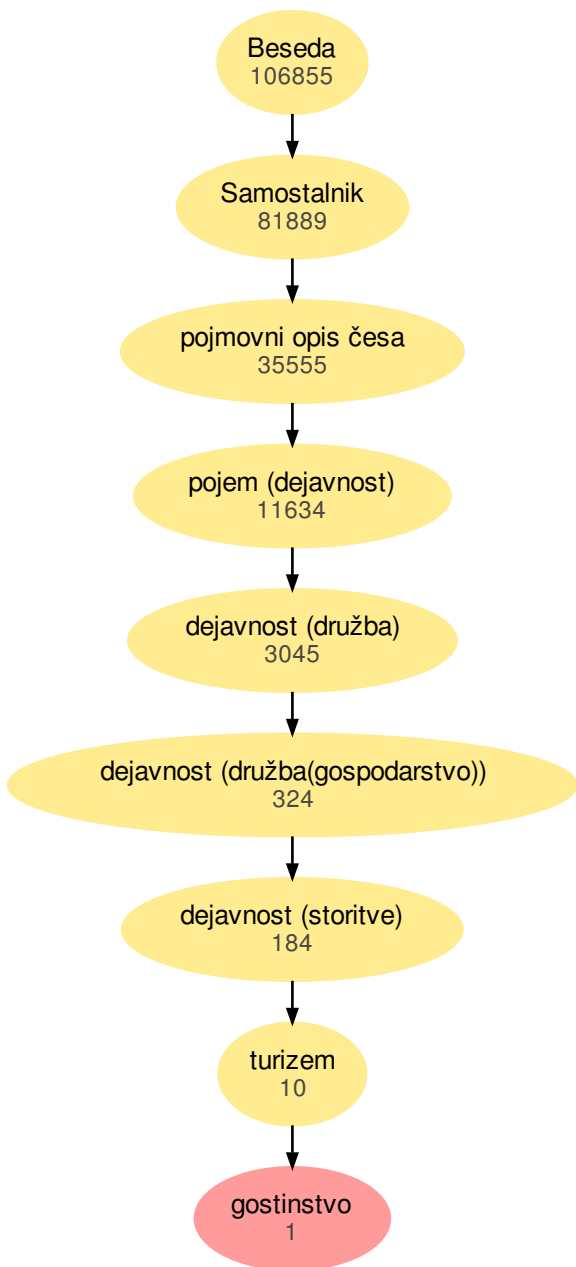 Beseda
106855
Samostalnik
81889
pojmovni opis česa
35555
pojem (dejavnost)
11634
dejavnost (družba)
3045
dejavnost (družba(gospodarstvo))
324
dejavnost (storitve)
184
turizem
10
gostinstvo
1